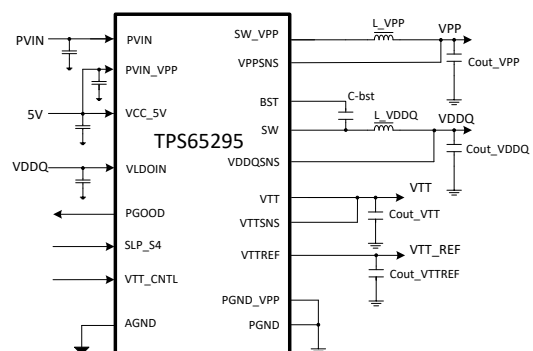 PVIN
PVIN
PVIN_VPP
5V
VCC_5V
TPS65295
VDDQ
VLDOIN
PGOOD
SLP_S4
VTT_CNTL
AGND
SW_VPP
L_VPP
VPP
VPPSNS
Cout_VPP
BST
C-bst
SW
L_VDDQ
VDDQ
VDDQSNS
Cout_VDDQ
VTT
VTT
VTTSNS
Cout_VTT
VTTREF
VTT_REF
Cout_VTTREF
PGND_VPP
PGND